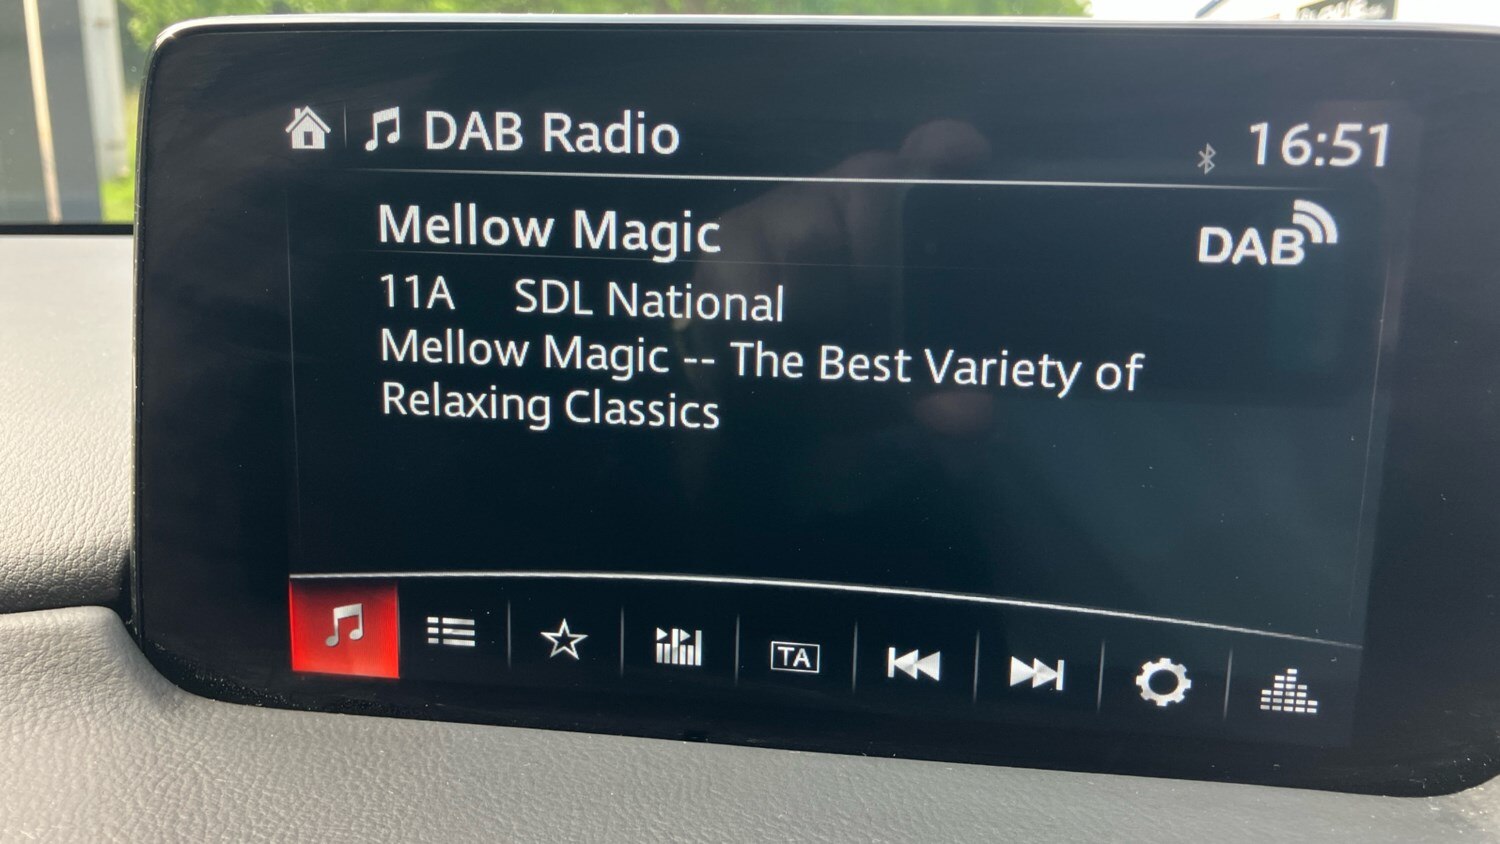 DAB Radio
16:51
Mellow Magic
DAB
11A SDL National
Mellow Magic -- The Best Variety of
Relaxing Classics
TA